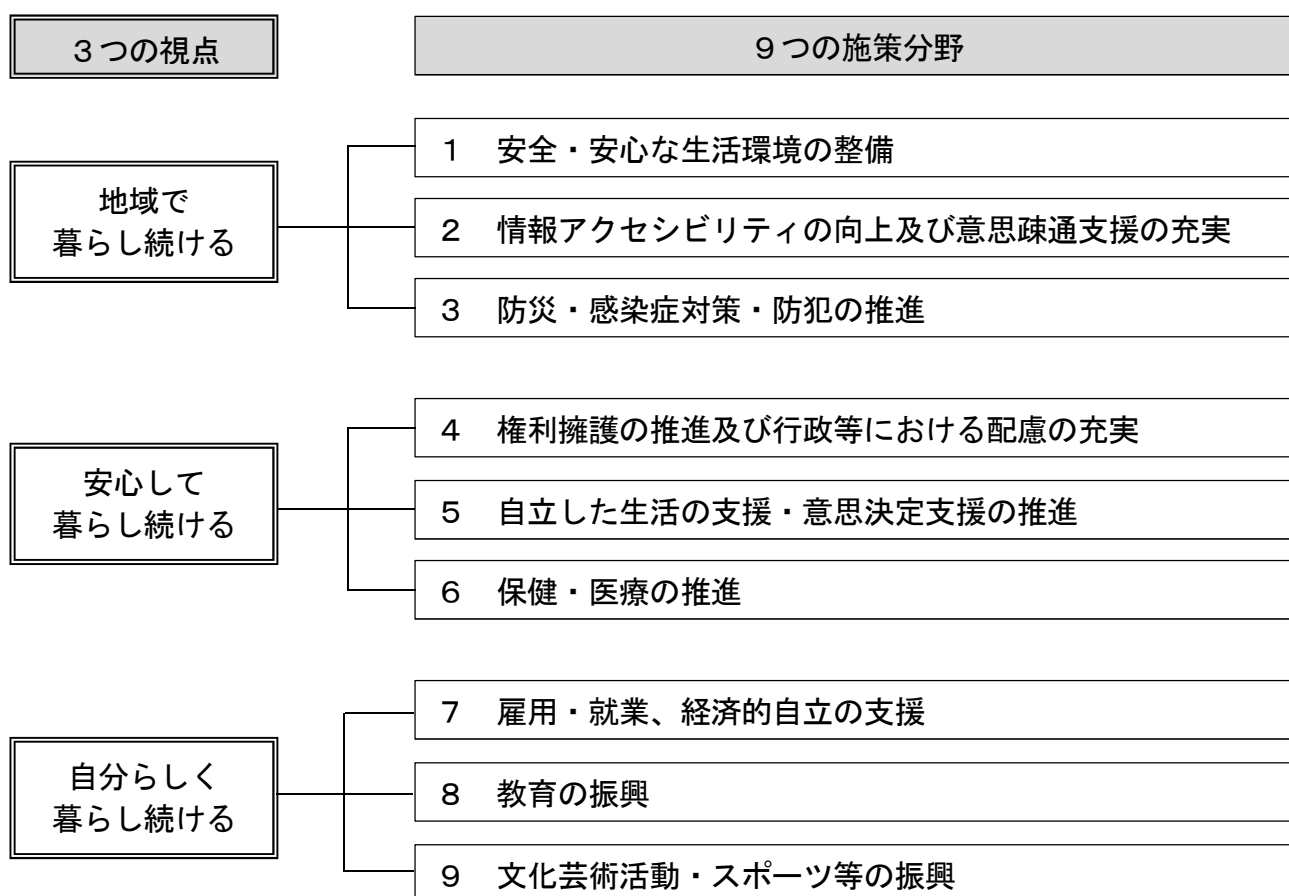 ３つの視点
９つの施策分野
地域で
暮らし続ける
１　安全・安心な生活環境の整備
２　情報アクセシビリティの向上及び意思疎通支援の充実
３　防災・感染症対策・防犯の推進
安心して
暮らし続ける
４　権利擁護の推進及び行政等における配慮の充実
５　自立した生活の支援・意思決定支援の推進
６　保健・医療の推進
自分らしく
暮らし続ける
７　雇用・就業、経済的自立の支援
８　教育の振興
９　文化芸術活動・スポーツ等の振興